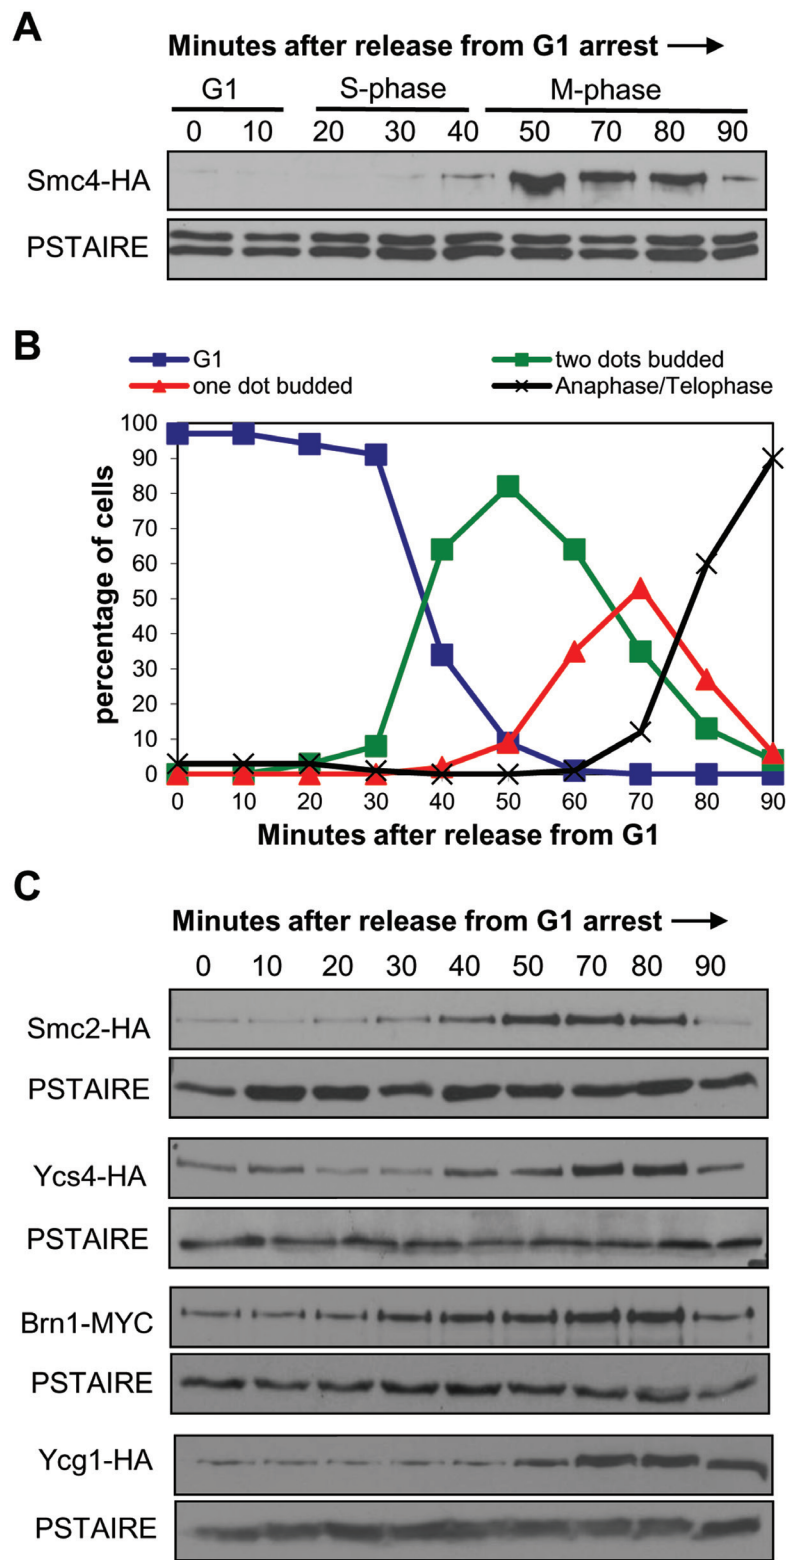 A
Minutes after release from G1 arrest →
G1 S-phase M-phase
0 10 20 30 40 50 70 80 90
Smc4-HA
PSTAIRE
B
G1 two dots budded
one dot budded Anaphase/Telophase
percentage of cells
100
90
80
70
60
50
40
30
20
10
0
0 10 20 30 40 50 60 70 80 90
Minutes after release from G1
C
Minutes after release from G1 arrest →
0 10 20 30 40 50 70 80 90
Smc2-HA
PSTAIRE
Ycs4-HA
PSTAIRE
Brn1-MYC
PSTAIRE
Ycg1-HA
PSTAIRE